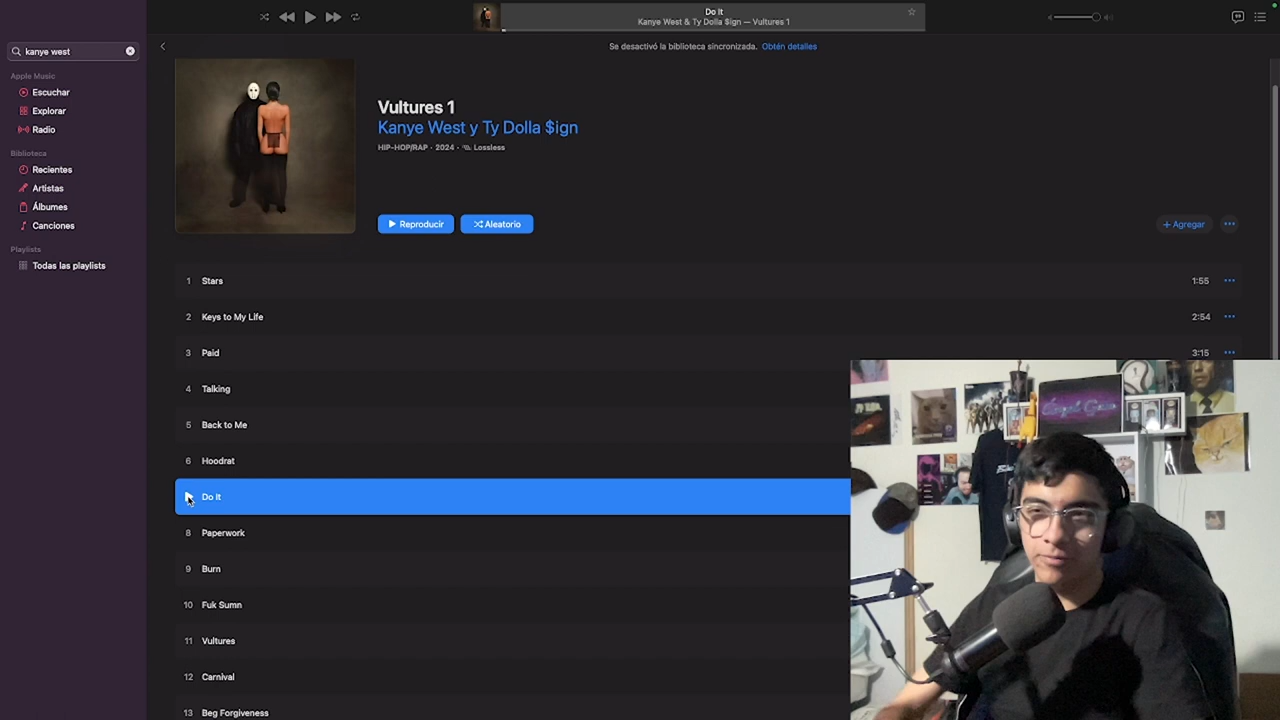 Do It
Kanye West & Ty Dolla $ign — Vultures 1
kanye west
Se desactivó la biblioteca sincronizada. Obtén detalles
Apple Music
Escuchar
Explorar
Radio
Biblioteca
Recientes
Artistas
Álbumes
Canciones
Playlists
Todas las playlists
Vultures 1
Kanye West y Ty Dolla $ign
HIP-HOP/RAP · 2024 · Lossless
Reproducir
Aleatorio
+ Agregar
1 Stars 1:55
2 Keys to My Life 2:54
3 Paid 3:15
4 Talking
5 Back to Me
6 Hoodrat
Do It
8 Paperwork
9 Burn
10 Fuk Sumn
11 Vultures
12 Carnival
13 Beg Forgiveness